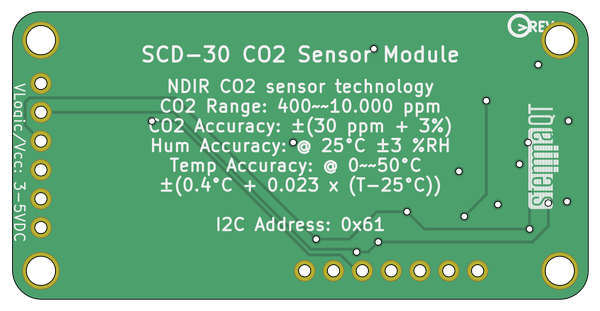 REV
SCD-30 CO2 Sensor Module
NDIR CO2 sensor technology
CO2 Range: 400~~10.000 ppm
CO2 Accuracy: ±(30 ppm + 3%)
Hum Accuracy: @ 25°C ±3 %RH
Temp Accuracy: @ 0~~50°C
±(0.4°C + 0.023 x (T-25°C))
I2C Address: 0x61
VLogic/Vcc: 3-5VDC
stemmaQT